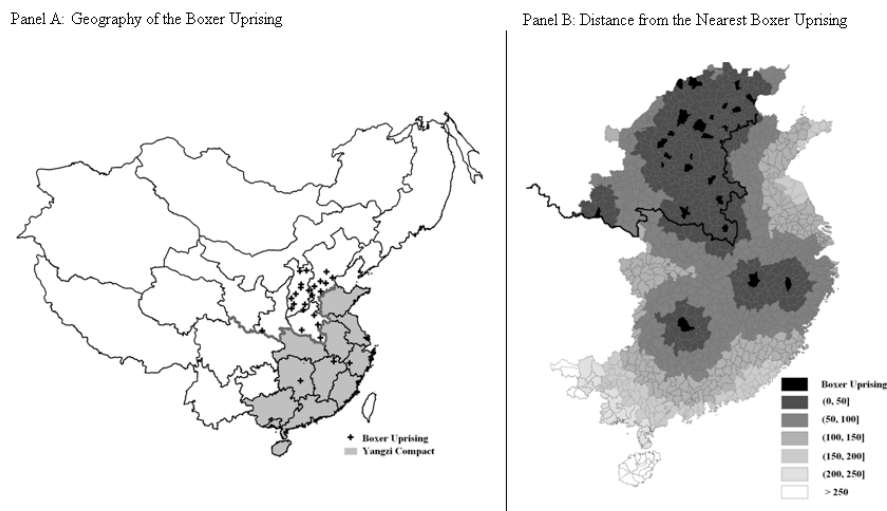 Panel A: Geography of the Boxer Uprising
Panel B: Distance from the Nearest Boxer Uprising
Boxer Uprising
Yangzi Compact
Boxer Uprising
(0, 50]
(50, 100]
(100, 150]
(150, 200]
(200, 250]
> 250